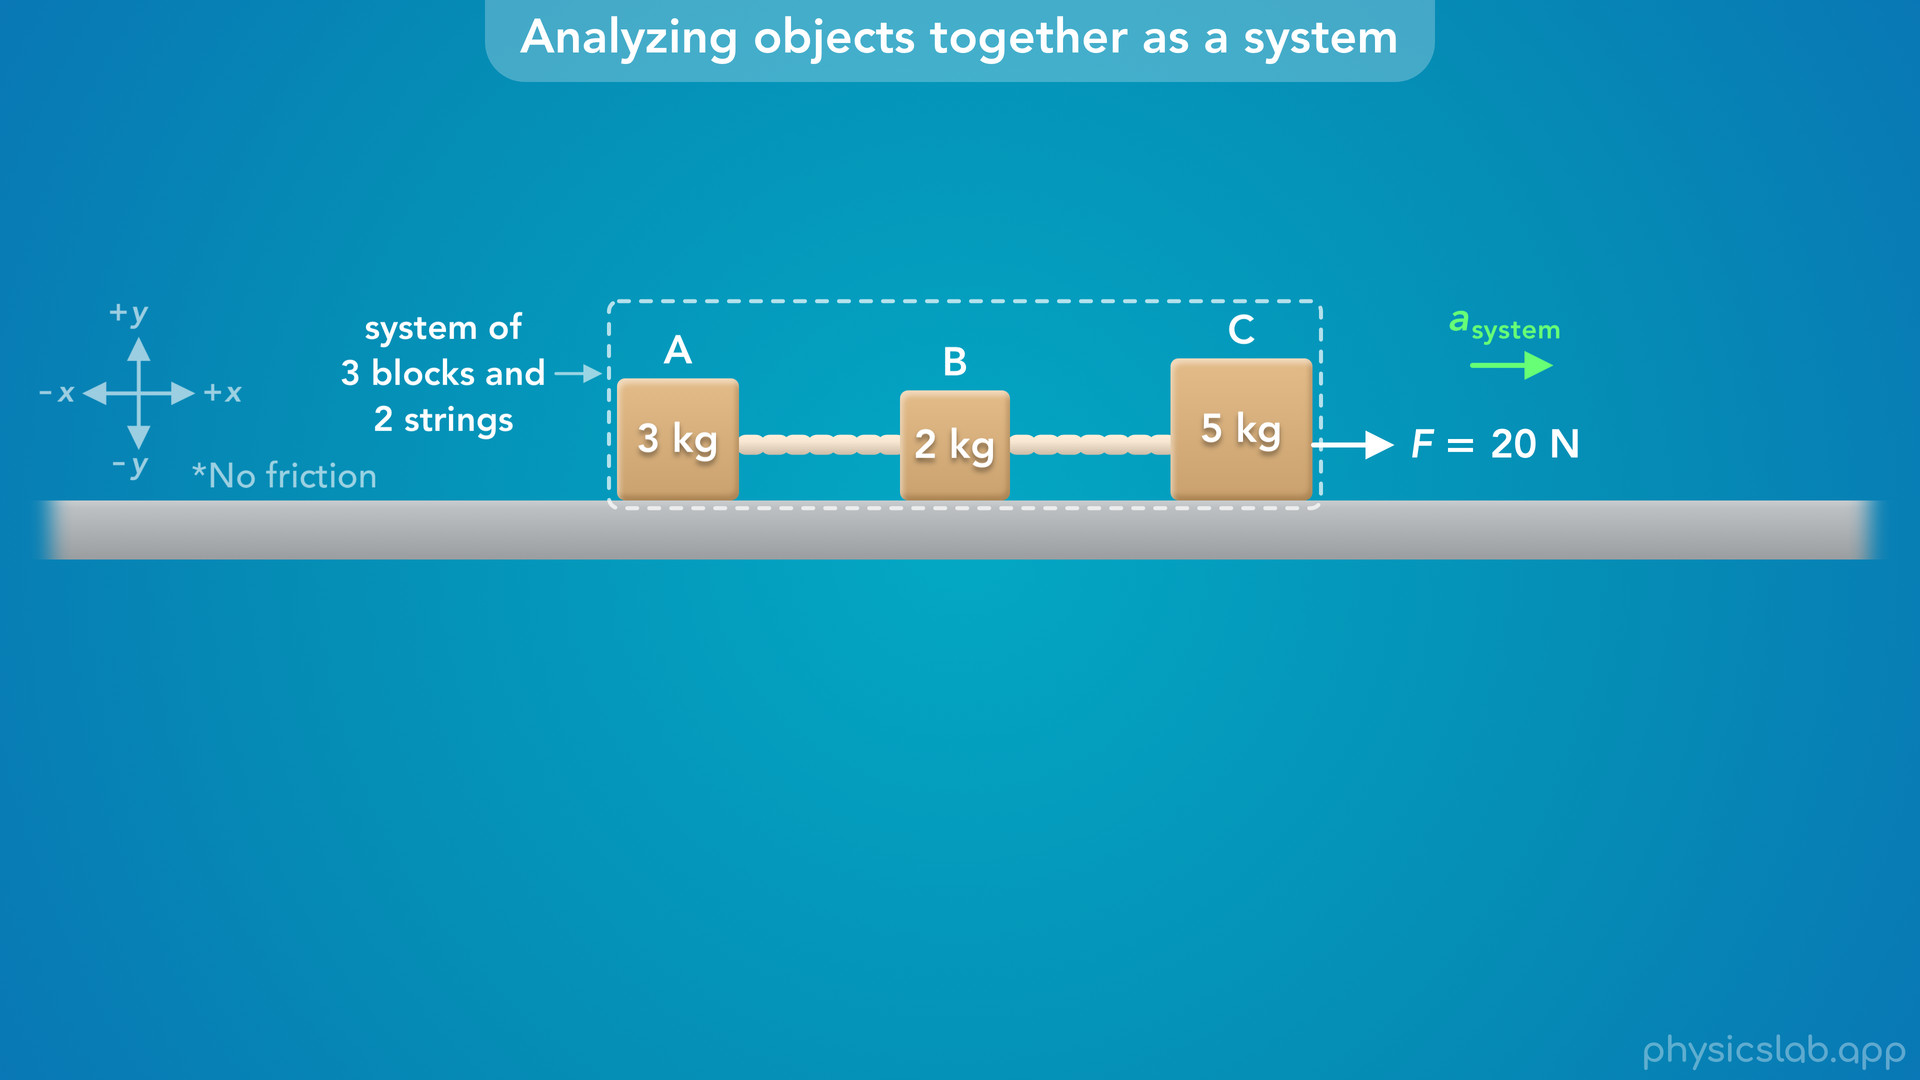 Analyzing objects together as a system
+y
-x
+x
-y
*No friction
system of
3 blocks and
2 strings
A
B
C
3 kg
2 kg
5 kg
a system
F = 20 N
physicslab.app